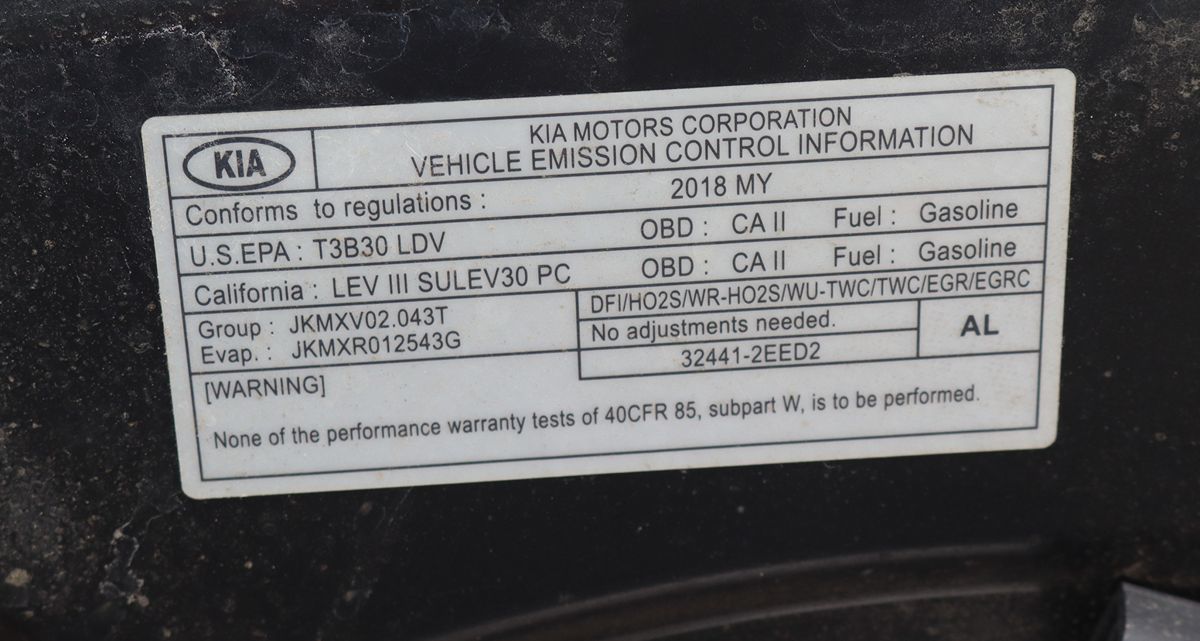 KIA
KIA MOTORS CORPORATION
VEHICLE EMISSION CONTROL INFORMATION
Conforms to regulations : 2018 MY
U.S.EPA : T3B30 LDV OBD : CA II Fuel : Gasoline
California : LEV III SULEV30 PC OBD : CA II Fuel : Gasoline
Group : JKMXV02.043T
Evap. : JKMXR012543G
DFI/HO2S/WR-HO2S/WU-TWC/TWC/EGR/EGRC
No adjustments needed.
32441-2EED2
AL
[WARNING]
None of the performance warranty tests of 40CFR 85, subpart W, is to be performed.